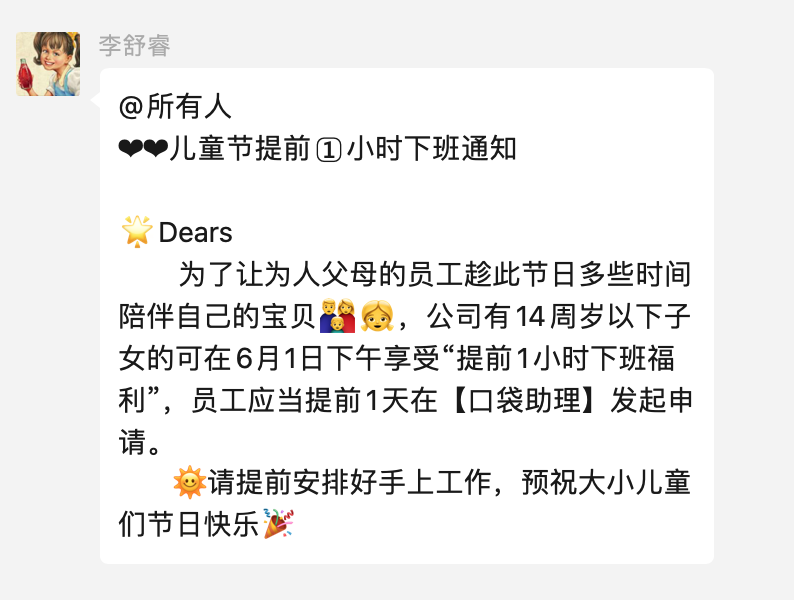 李舒睿
@所有人
❤❤儿童节提前1️⃣小时下班通知
🌟Dears
为了让为人父母的员工趁此节日多些时间
陪伴自己的宝贝👨‍👩‍👦👧，公司有14周岁以下子
女的可在6月1日下午享受“提前1小时下班福
利”，员工应当提前1天在【口袋助理】发起申
请。
🌞请提前安排好手上工作，预祝大小儿童
们节日快乐🎉